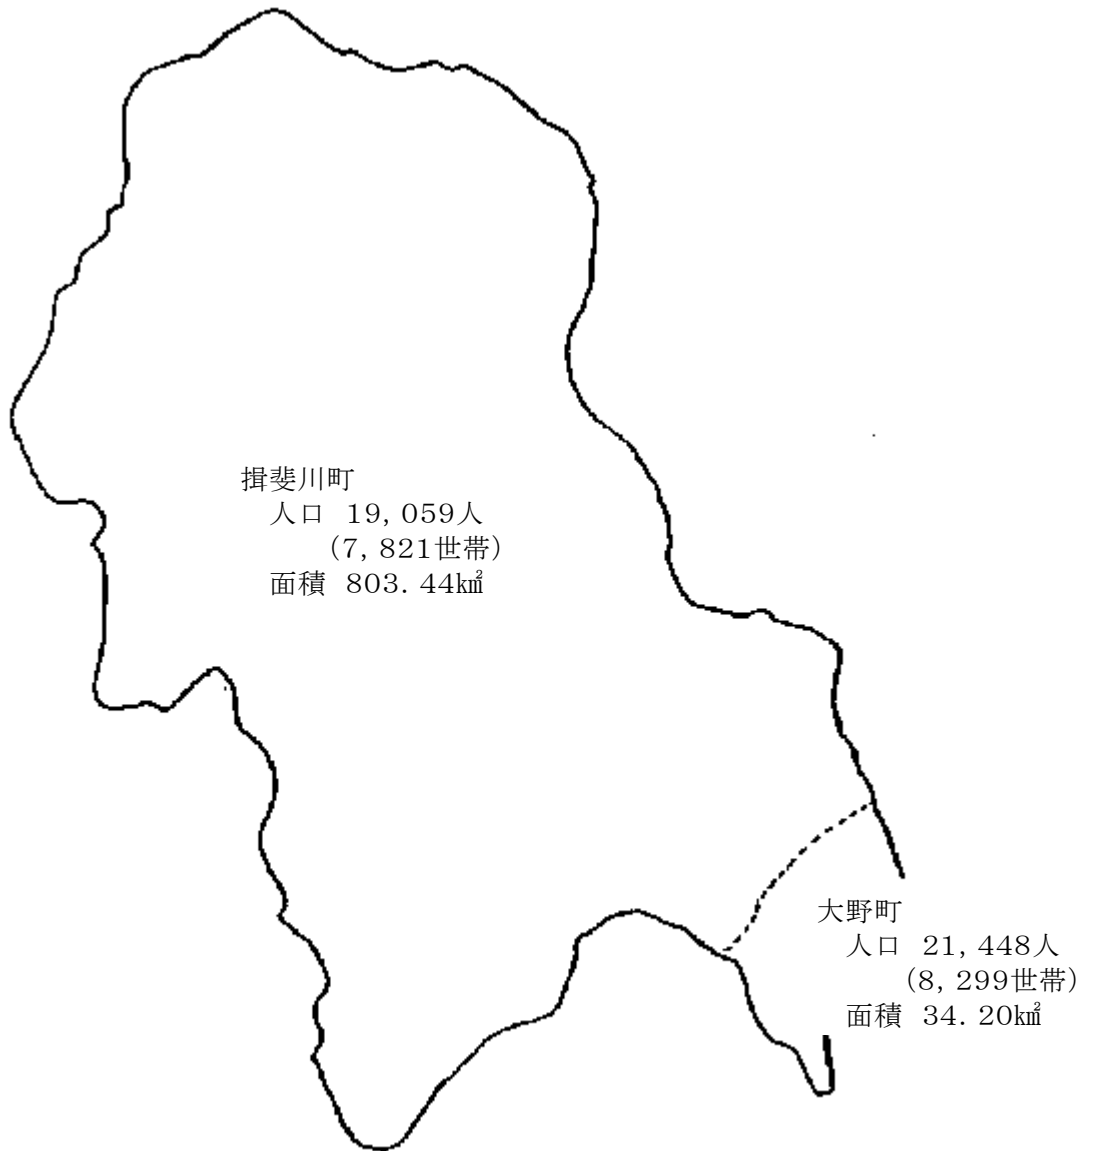 揖斐川町
人口 19,059人
(7,821世帯)
面積 803.44㎢
大野町
人口 21,448人
(8,299世帯)
面積 34.20㎢